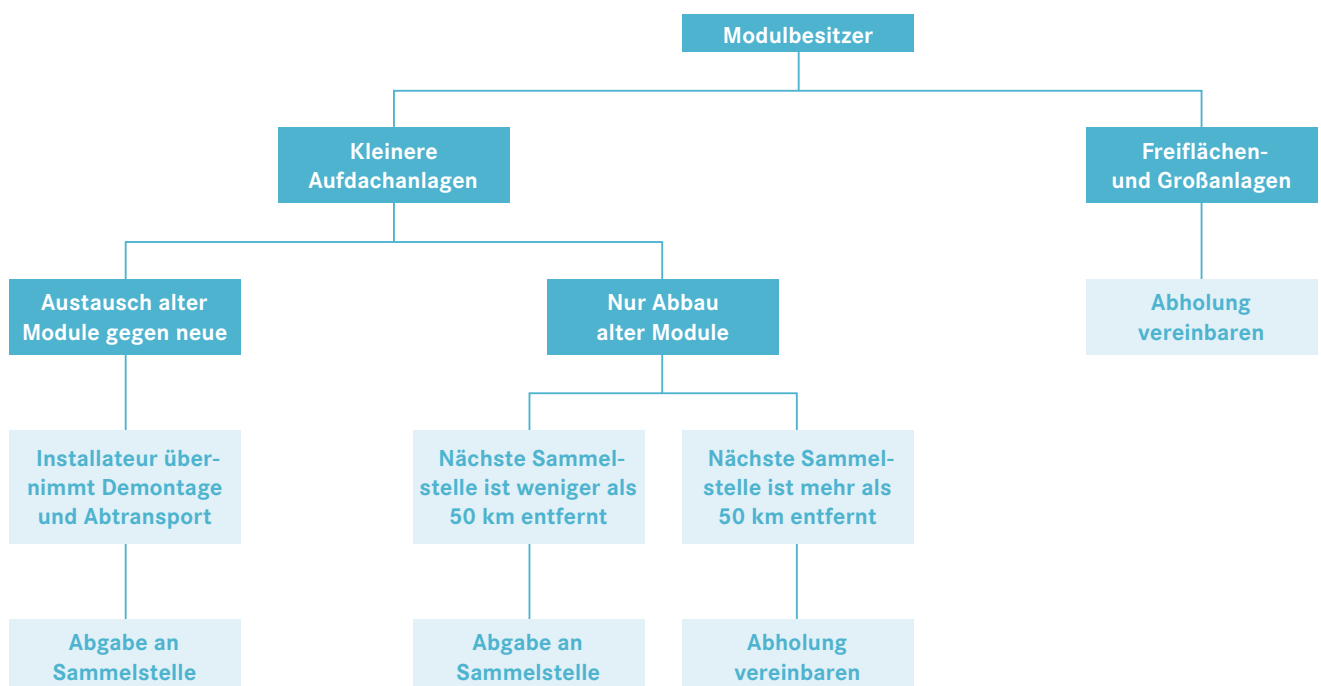 Modulbesitzer
Kleinere
Aufdachanlagen
Freiflächen-
und Großanlagen
Austausch alter
Module gegen neue
Nur Abbau
alter Module
Abholung
vereinbaren
Installateur über-
nimmt Demontage
und Abtransport
Nächste Sammel-
stelle ist weniger als
50 km entfernt
Nächste Sammel-
stelle ist mehr als
50 km entfernt
Abgabe an
Sammelstelle
Abgabe an
Sammelstelle
Abholung
vereinbaren